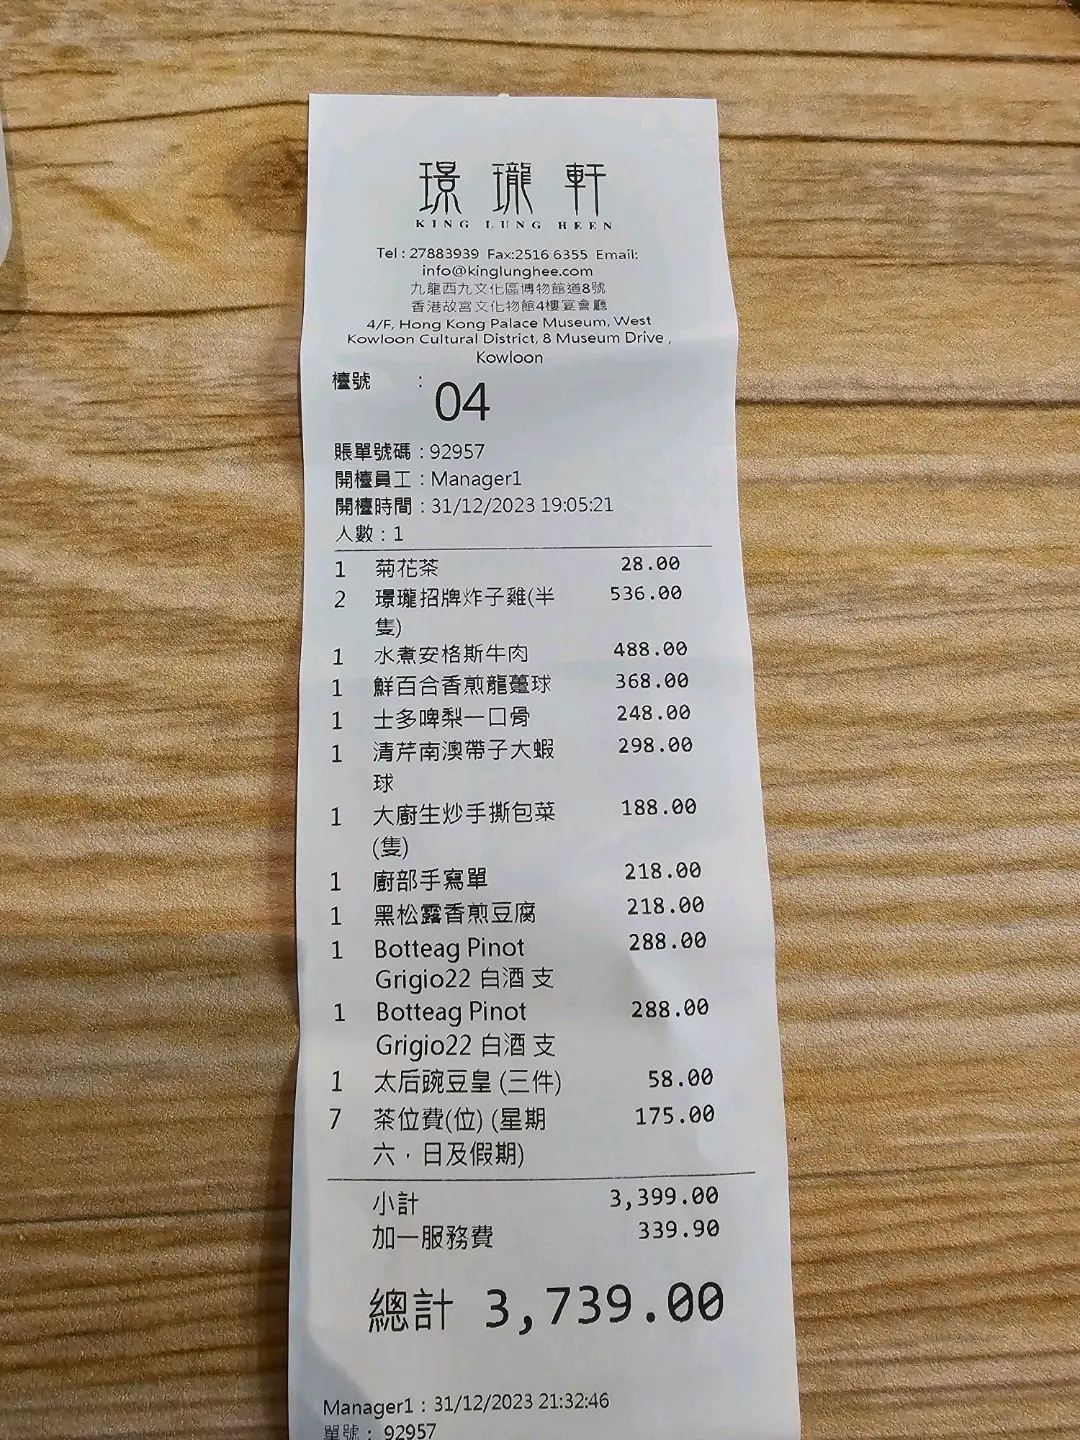 璟瓏軒
KING LUNG HEEN
Tel : 27883939 Fax:2516 6355 Email:
info@kinglunghee.com
九龍西九文化區博物館道8號
香港故宮文化物館4樓宴會廳
4/F, Hong Kong Palace Museum, West
Kowloon Cultural District, 8 Museum Drive ,
Kowloon
檯號 : 04
賬單號碼 : 92957
開檯員工 : Manager1
開檯時間 : 31/12/2023 19:05:21
人數 : 1
1 菊花茶 28.00
2 璟瓏招牌炸子雞(半 536.00
隻)
1 水煮安格斯牛肉 488.00
1 鮮百合香煎龍躉球 368.00
1 士多啤梨一口骨 248.00
1 清芹南澳帶子大蝦 298.00
球
1 大廚生炒手撕包菜 188.00
(隻)
1 廚部手寫單 218.00
1 黑松露香煎豆腐 218.00
1 Botteag Pinot 288.00
Grigio22 白酒 支
1 Botteag Pinot 288.00
Grigio22 白酒 支
1 太后豌豆皇 (三件) 58.00
7 茶位費(位) (星期 175.00
六，日及假期)
小計 3,399.00
加一服務費 339.90
總計 3,739.00
Manager1 : 31/12/2023 21:32:46
單號 : 92957